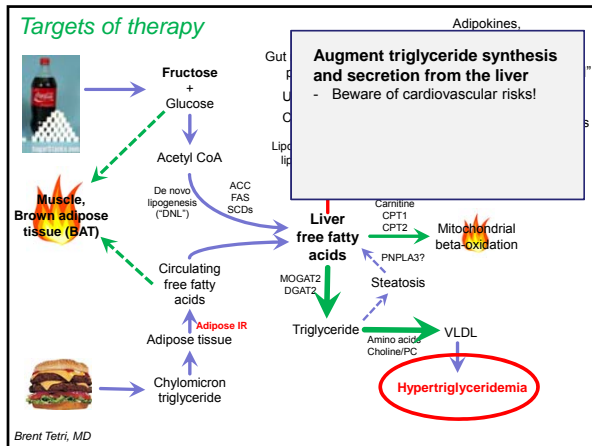 Targets of therapy
Adipokines,
Gut
Augment triglyceride synthesis
and secretion from the liver
- Beware of cardiovascular risks!
Fructose
+
Glucose
Acetyl CoA
De novo
lipogenesis
("DNL")
ACC
FAS
SCDs
Muscle,
Brown adipose
tissue (BAT)
Liver
free fatty
acids
Carnitine
CPT1
CPT2
Mitochondrial
beta-oxidation
PNPLA3?
Steatosis
Circulating
free fatty
acids
MOGAT2
DGAT2
Adipose IR
Adipose tissue
Triglyceride
VLDL
Amino acids
Choline/PC
Chylomicron
triglyceride
Hypertriglyceridemia
Brent Tetri, MD